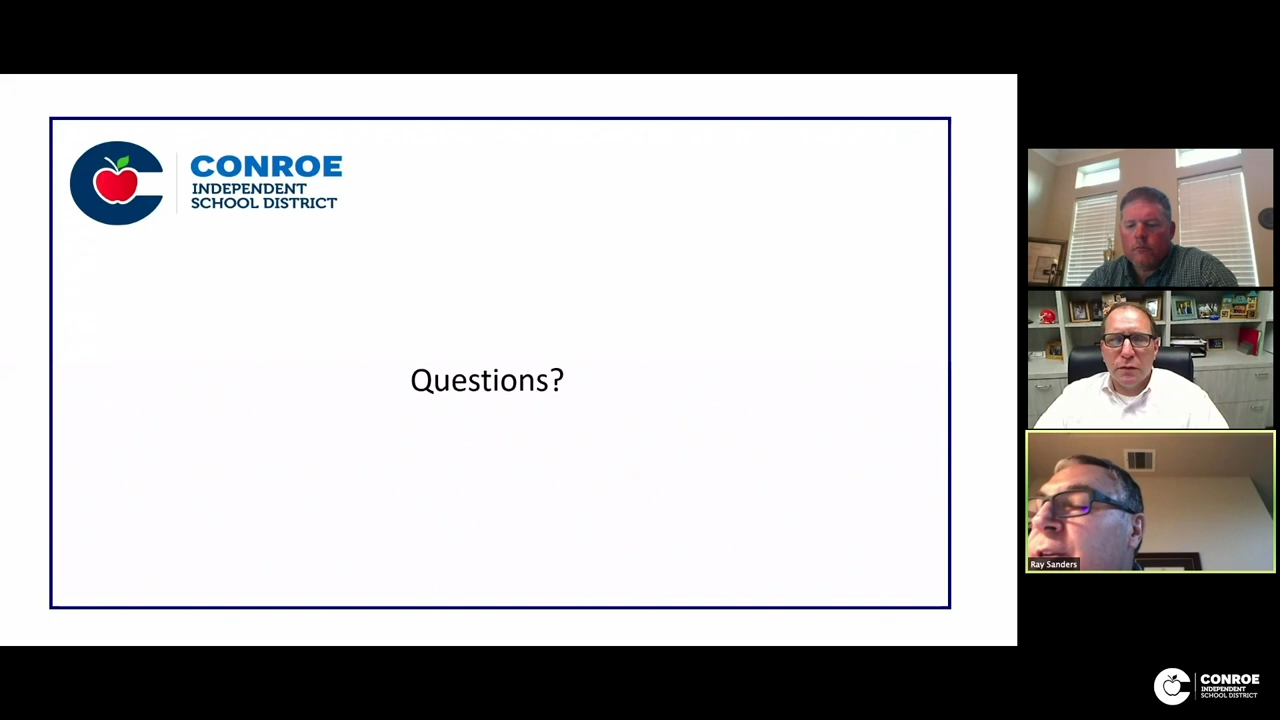 CONROE
INDEPENDENT
SCHOOL DISTRICT
Questions?
Ray Sanders
CONROE
INDEPENDENT
SCHOOL DISTRICT